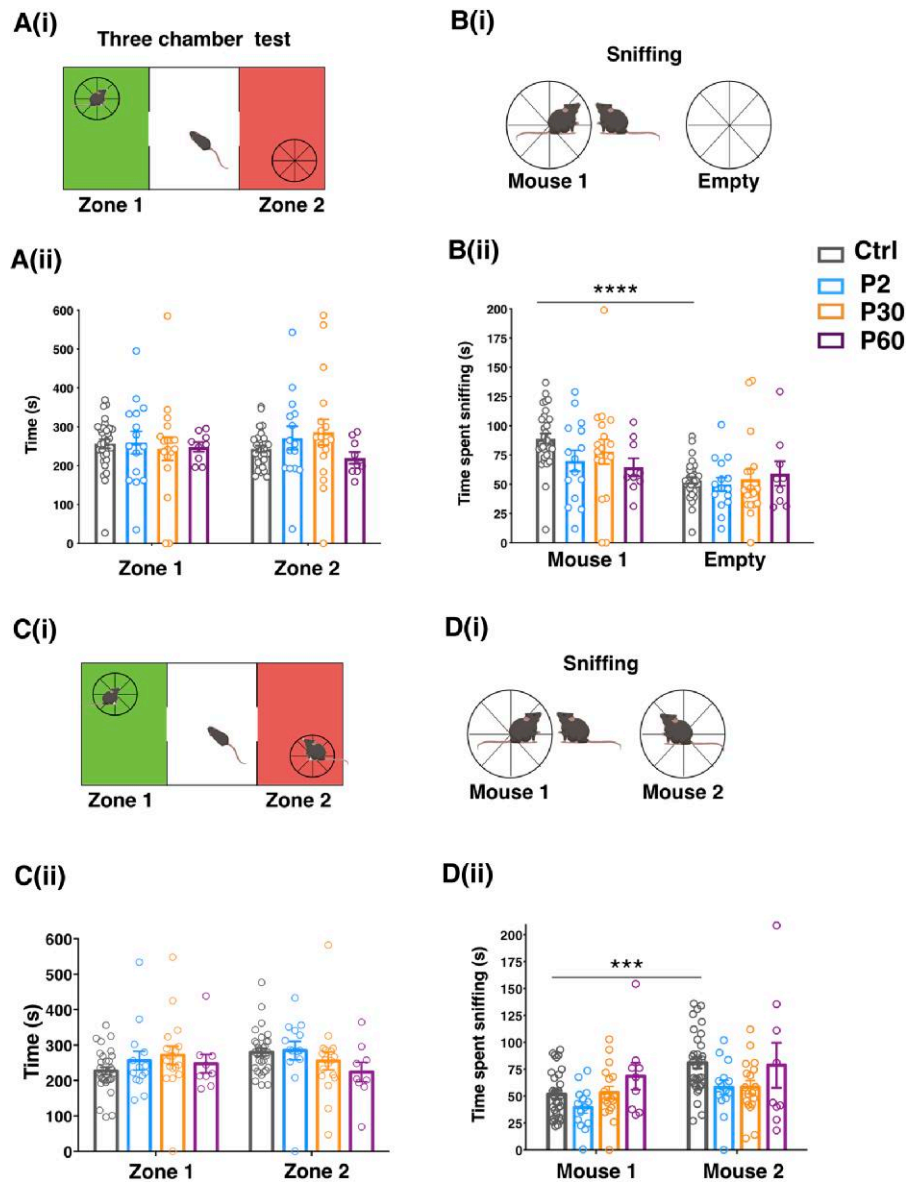 A(i)
Three chamber test
Zone 1
Zone 2
B(i)
Sniffing
Mouse 1
Empty
A(ii)
Time (s)
600
500
400
300
200
100
0
Zone 1
Zone 2
B(ii)
Time spent sniffing (s)
200
175
150
125
100
75
50
25
0
****
Mouse 1
Empty
Ctrl
P2
P30
P60
C(i)
Zone 1
Zone 2
D(i)
Sniffing
Mouse 1
Mouse 2
C(ii)
Time (s)
600
500
400
300
200
100
0
Zone 1
Zone 2
D(ii)
Time spent sniffing (s)
200
175
150
125
100
75
50
25
0
***
Mouse 1
Mouse 2